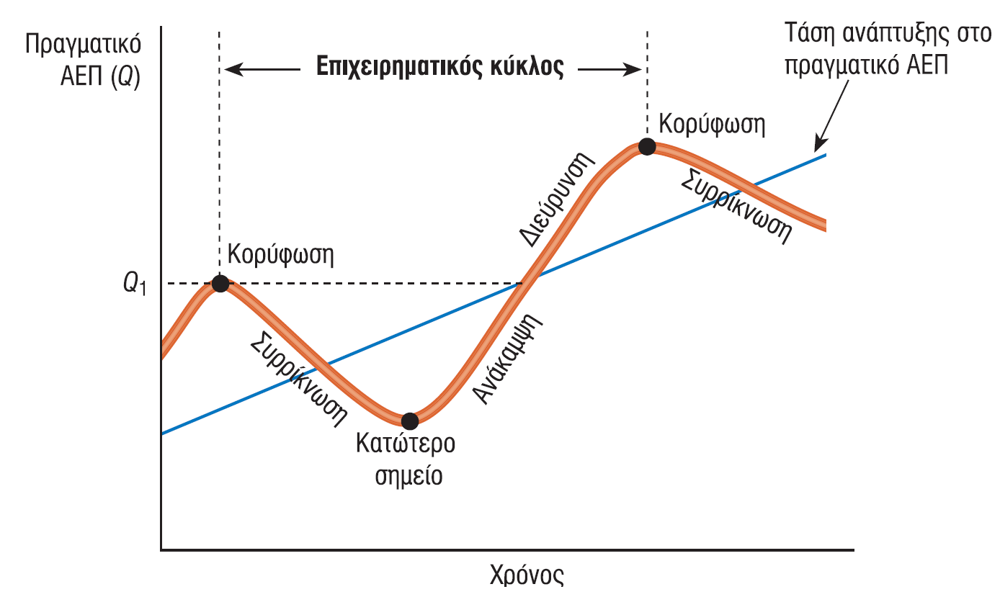 Πραγματικό
ΑΕΠ (Q)
Επιχειρηματικός κύκλος
Τάση ανάπτυξης στο
πραγματικό ΑΕΠ
Κορύφωση
Διεύρυνση
Συρρίκνωση
Κορύφωση
Q1
Συρρίκνωση
Ανάκαμψη
Κατώτερο
σημείο
Χρόνος